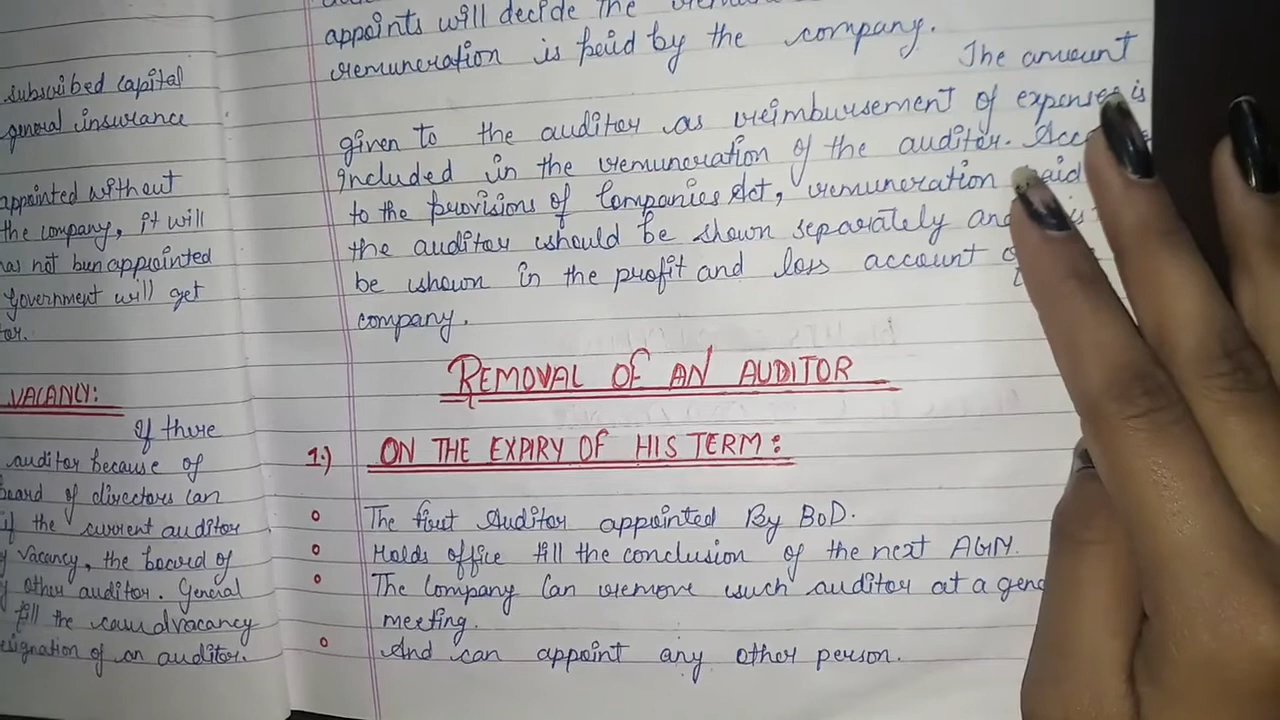 subscribed capital
general insurance
appointed without
the company, it will
has not been appointed
Government will get
tor.
VACANCY:
If there
auditor because of
board of directors can
if the current auditor
vacancy, the board of
other auditor. General
fill the casual vacancy
resignation of an auditor.
appoints will decide the
remuneration is paid by the company.
The amount
given to the auditor as reimbursement of expenses is
included in the remuneration of the auditor. Acc
to the provisions of Companies Act, remuneration paid
the auditor should be shown separately and is
be shown in the profit and loss account
company.
REMOVAL OF AN AUDITOR
1.) ON THE EXPIRY OF HIS TERM:
The first Auditor appointed By BoD.
Holds office till the conclusion of the next AGM.
The Company Can remove such auditor at a gene
meeting.
And can appoint any other person.